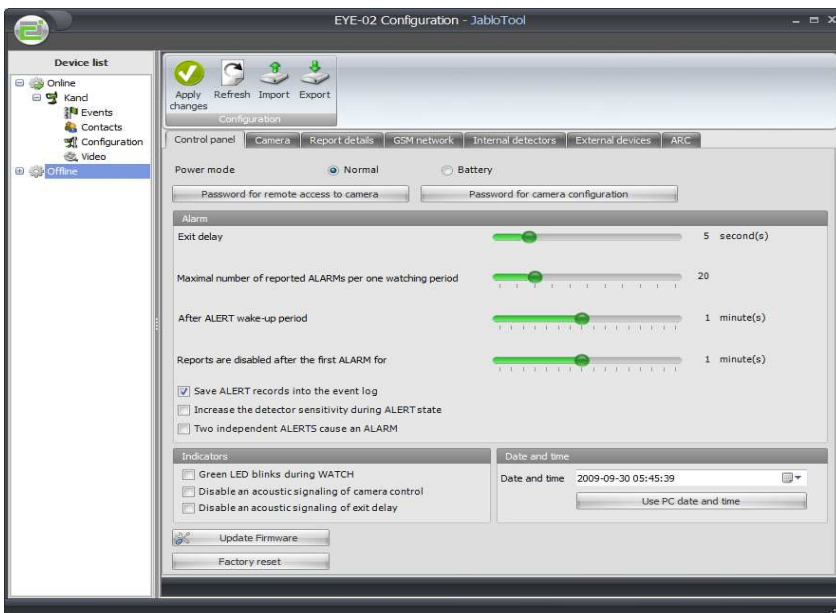 EYE-02 Configuration - JabloTool
Device list
Online
Kand
Events
Contacts
Configuration
Video
Offline
Apply changes
Refresh
Import
Export
Configuration
Control panel
Camera
Report details
GSM network
Internal detectors
External devices
ARC
Power mode
Normal
Battery
Password for remote access to camera
Password for camera configuration
Alarm
Exit delay
5 second(s)
Maximal number of reported ALARMs per one watching period
20
After ALERT wake-up period
1 minute(s)
Reports are disabled after the first ALARM for
1 minute(s)
Save ALERT records into the event log
Increase the detector sensitivity during ALERT state
Two independent ALERTS cause an ALARM
Indicators
Green LED blinks during WATCH
Disable an acoustic signaling of camera control
Disable an acoustic signaling of exit delay
Date and time
Date and time 2009-09-30 05:45:39
Use PC date and time
Update Firmware
Factory reset